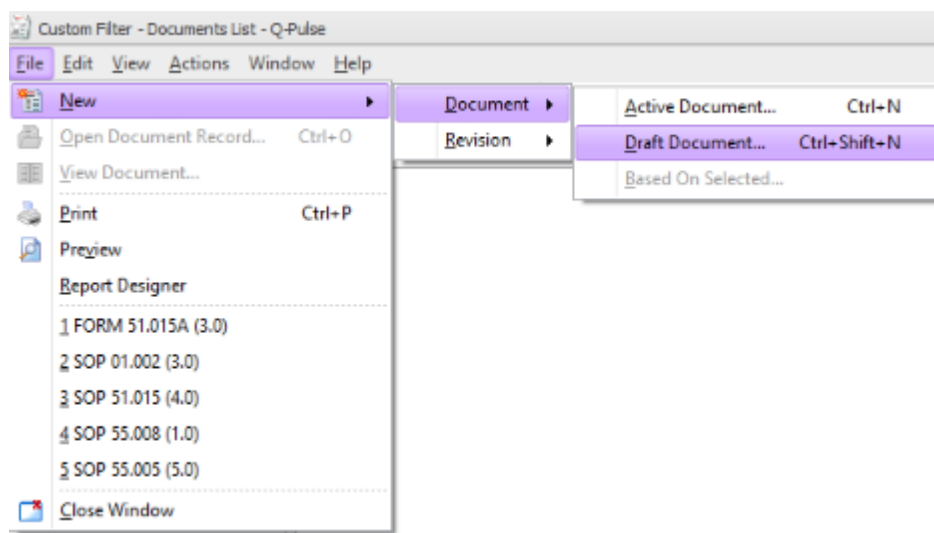 Custom Filter - Documents List - Q-Pulse
File Edit View Actions Window Help
New
Open Document Record... Ctrl+O
View Document...
Print Ctrl+P
Preview
Report Designer
1 FORM 51.015A (3.0)
2 SOP 01.002 (3.0)
3 SOP 51.015 (4.0)
4 SOP 55.008 (1.0)
5 SOP 55.005 (5.0)
Close Window
Document
Revision
Active Document... Ctrl+N
Draft Document... Ctrl+Shift+N
Based On Selected...